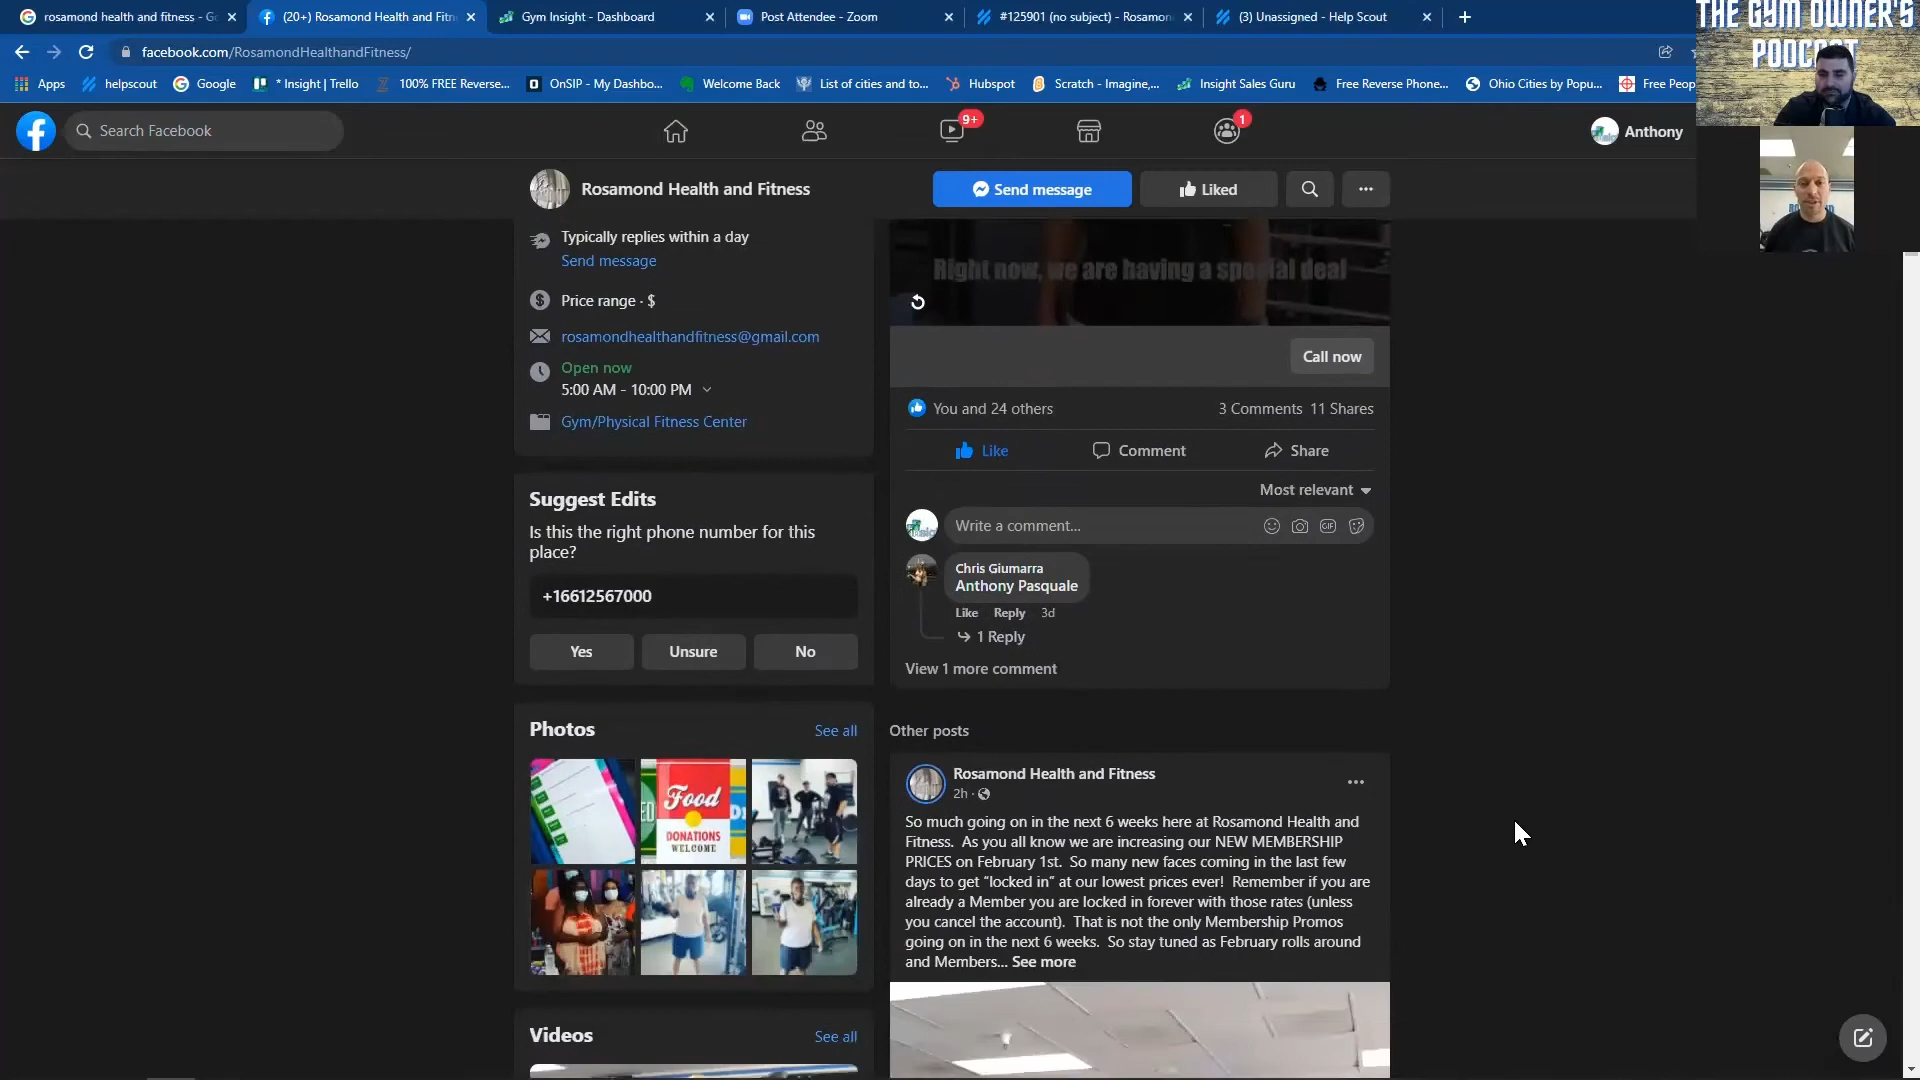 rosamond health and fitness - Go
(20+) Rosamond Health and Fitn
Gym Insight - Dashboard
Post Attendee - Zoom
#125901 (no subject) - Rosamon
(3) Unassigned - Help Scout
facebook.com/RosamondHealthandFitness/
Apps
helpscout
Google
* Insight | Trello
100% FREE Reverse...
OnSIP - My Dashbo...
Welcome Back
List of cities and to...
Hubspot
Scratch - Imagine,...
Insight Sales Guru
Free Reverse Phone...
Ohio Cities by Popu...
Free Peop
THE GYM OWNER'S
PODCAST
Search Facebook
9+
1
Anthony
Rosamond Health and Fitness
Send message
Liked
Typically replies within a day
Send message
Price range · $
rosamondhealthandfitness@gmail.com
Open now
5:00 AM - 10:00 PM
Gym/Physical Fitness Center
Suggest Edits
Is this the right phone number for this
place?
+16612567000
Yes
Unsure
No
Photos
See all
Food
DONATIONS
WELCOME
Videos
See all
Right now, we are having a special deal
Call now
You and 24 others
3 Comments 11 Shares
Like
Comment
Share
Most relevant
Write a comment...
GIF
Chris Giumarra
Anthony Pasquale
Like Reply 3d
1 Reply
View 1 more comment
Other posts
Rosamond Health and Fitness
2h ·
So much going on in the next 6 weeks here at Rosamond Health and
Fitness. As you all know we are increasing our NEW MEMBERSHIP
PRICES on February 1st. So many new faces coming in the last few
days to get “locked in” at our lowest prices ever! Remember if you are
already a Member you are locked in forever with those rates (unless
you cancel the account). That is not the only Membership Promos
going on in the next 6 weeks. So stay tuned as February rolls around
and Members... See more